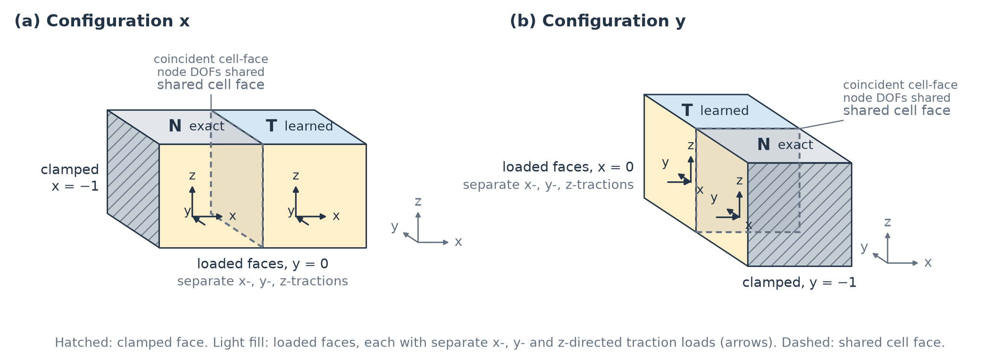 (a) Configuration x
coincident cell-face
node DOFs shared
shared cell face
N exact
T learned
clamped
x = −1
z
y
x
z
y
x
z
y
x
loaded faces, y = 0
separate x-, y-, z-tractions
(b) Configuration y
coincident cell-face
node DOFs shared
shared cell face
T learned
N exact
loaded faces, x = 0
separate x-, y-, z-tractions
z
y
x
z
y
x
z
y
x
clamped, y = −1
Hatched: clamped face. Light fill: loaded faces, each with separate x-, y- and z-directed traction loads (arrows). Dashed: shared cell face.